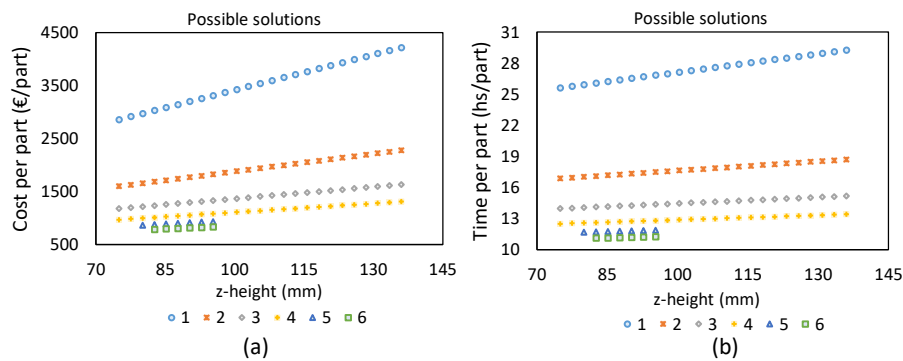 Possible solutions
Cost per part (€/part)
4500
3500
2500
1500
500
70 85 100 115 130 145
z-height (mm)
1 2 3 4 5 6
(a)
Possible solutions
Time per part (hs/part)
31
28
25
22
19
16
13
10
70 85 100 115 130 145
z-height (mm)
1 2 3 4 5 6
(b)